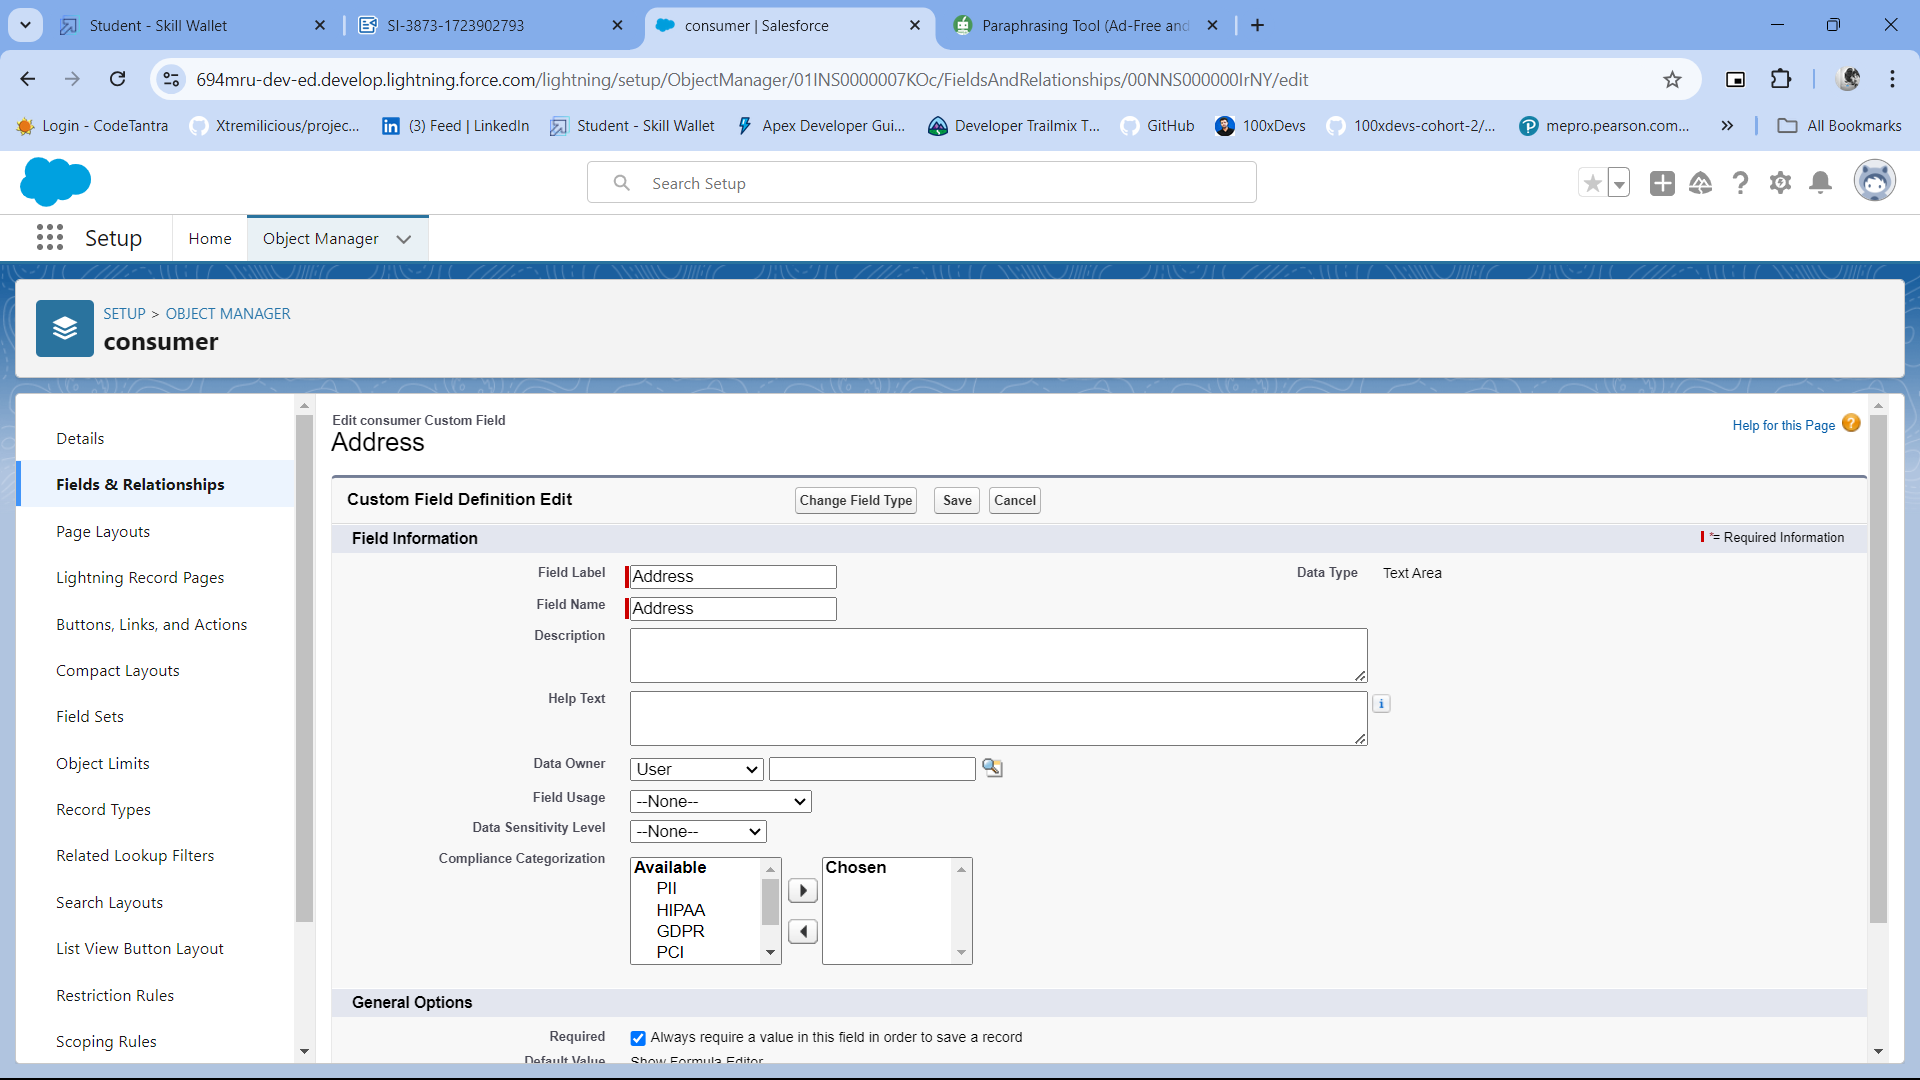 Student - Skill Wallet
SI-3873-1723902793
consumer | Salesforce
Paraphrasing Tool (Ad-Free and
694mru-dev-ed.develop.lightning.force.com/lightning/setup/ObjectManager/01INS0000007KOc/FieldsAndRelationships/00NNS000000IrNY/edit
Login - CodeTantra
Xtremilicious/projec...
(3) Feed | LinkedIn
Student - Skill Wallet
Apex Developer Gui...
Developer Trailmix T...
GitHub
100xDevs
100xdevs-cohort-2/...
mepro.pearson.com...
All Bookmarks
Search Setup
Setup
Home
Object Manager
SETUP > OBJECT MANAGER
consumer
Details
Fields & Relationships
Page Layouts
Lightning Record Pages
Buttons, Links, and Actions
Compact Layouts
Field Sets
Object Limits
Record Types
Related Lookup Filters
Search Layouts
List View Button Layout
Restriction Rules
Scoping Rules
Edit consumer Custom Field
Address
Help for this Page
Custom Field Definition Edit
Change Field Type
Save
Cancel
Field Information
*= Required Information
Field Label
Address
Data Type
Text Area
Field Name
Address
Description
Help Text
Data Owner
User
Field Usage
--None--
Data Sensitivity Level
--None--
Compliance Categorization
Available
PII
HIPAA
GDPR
PCI
Chosen
General Options
Required
Always require a value in this field in order to save a record
Default Value
Show Formula Editor